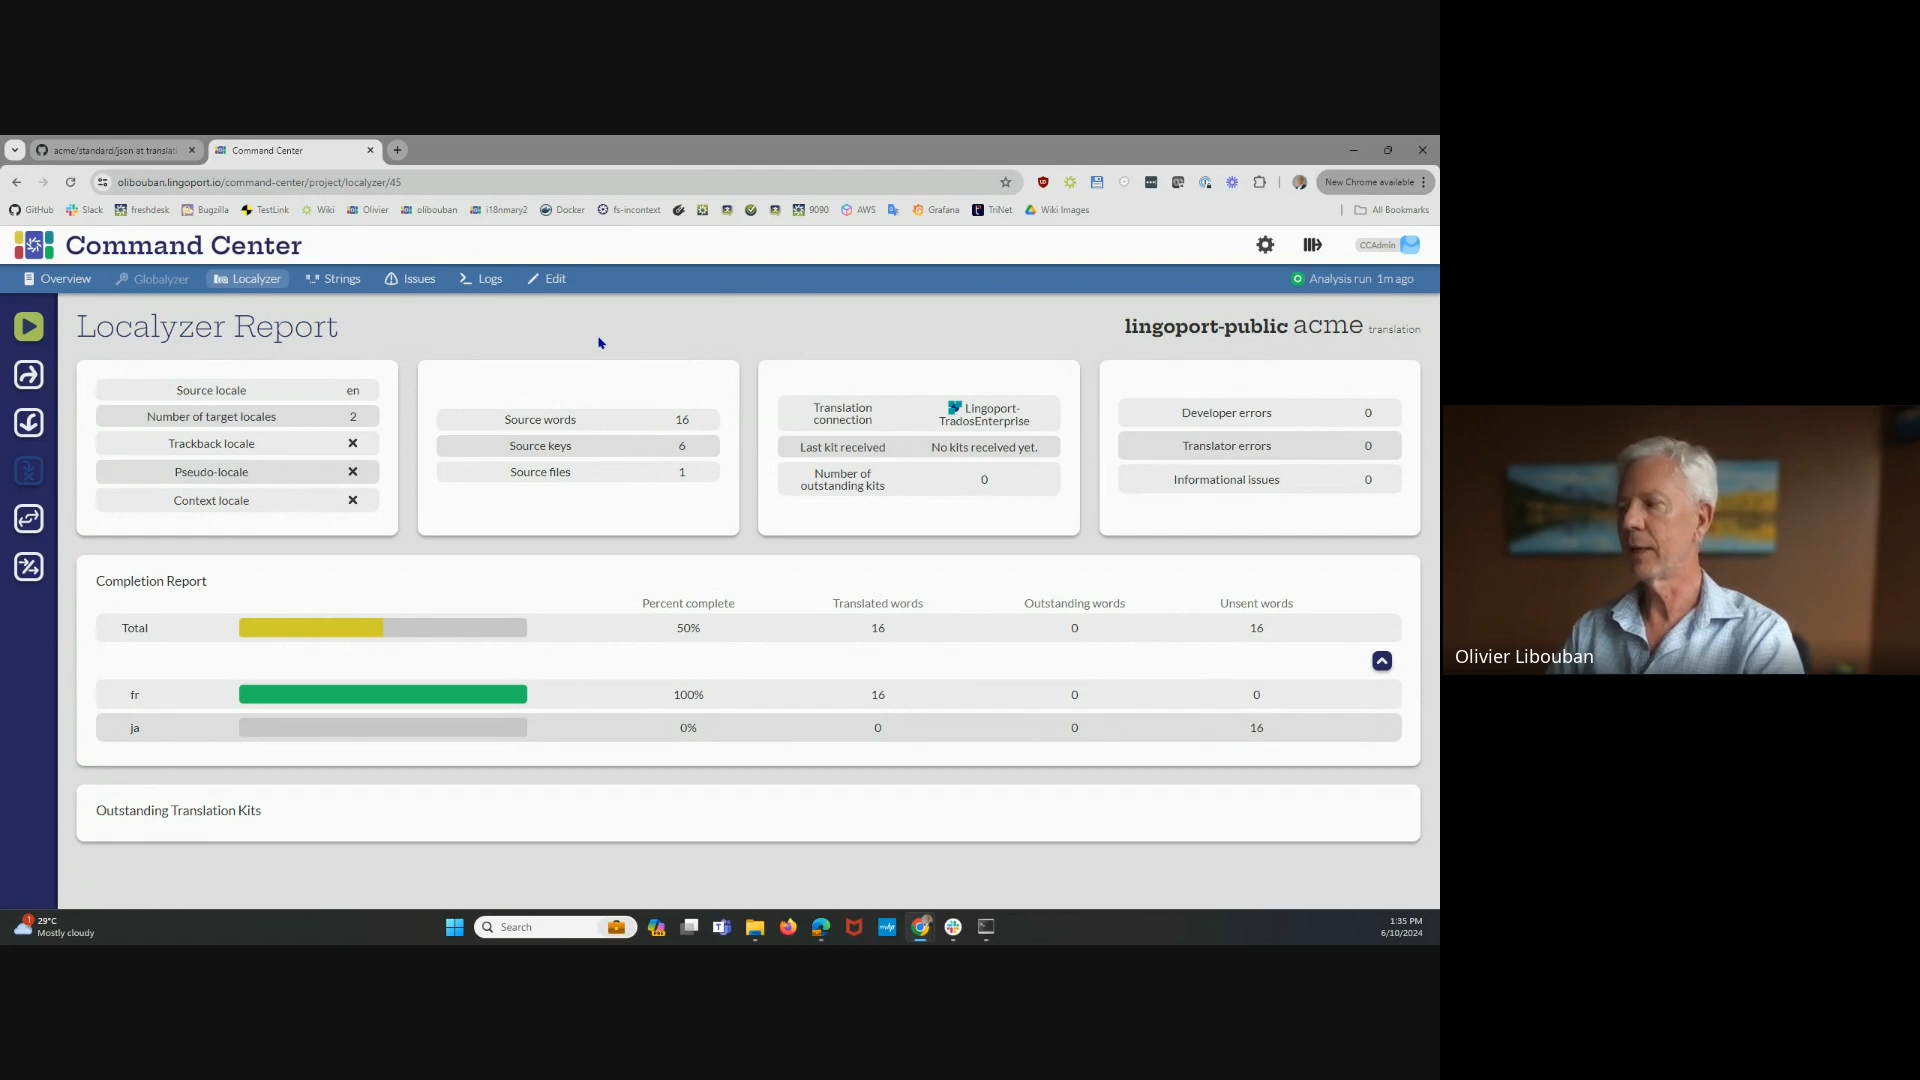 acme/standard/json at translati
Command Center
olibouban.lingoport.io/command-center/project/localyzer/45
New Chrome available
GitHub
Slack
freshdesk
Bugzilla
TestLink
Wiki
Olivier
olibouban
i18nmary2
Docker
fs-incontext
9090
AWS
Grafana
TriNet
Wiki Images
All Bookmarks
Command Center
CCAdmin
Overview
Globalyzer
Localyzer
Strings
Issues
Logs
Edit
Analysis run 1m ago
Localyzer Report
lingoport-public acme translation
Source locale en
Number of target locales 2
Trackback locale
Pseudo-locale
Context locale
Source words 16
Source keys 6
Source files 1
Translation connection Lingoport-TradosEnterprise
Last kit received No kits received yet.
Number of outstanding kits 0
Developer errors 0
Translator errors 0
Informational issues 0
Completion Report
Percent complete Translated words Outstanding words Unsent words
Total 50% 16 0 16
fr 100% 16 0 0
ja 0% 0 0 16
Outstanding Translation Kits
Olivier Libouban
1
29°C
Mostly cloudy
Search
1:35 PM
6/10/2024